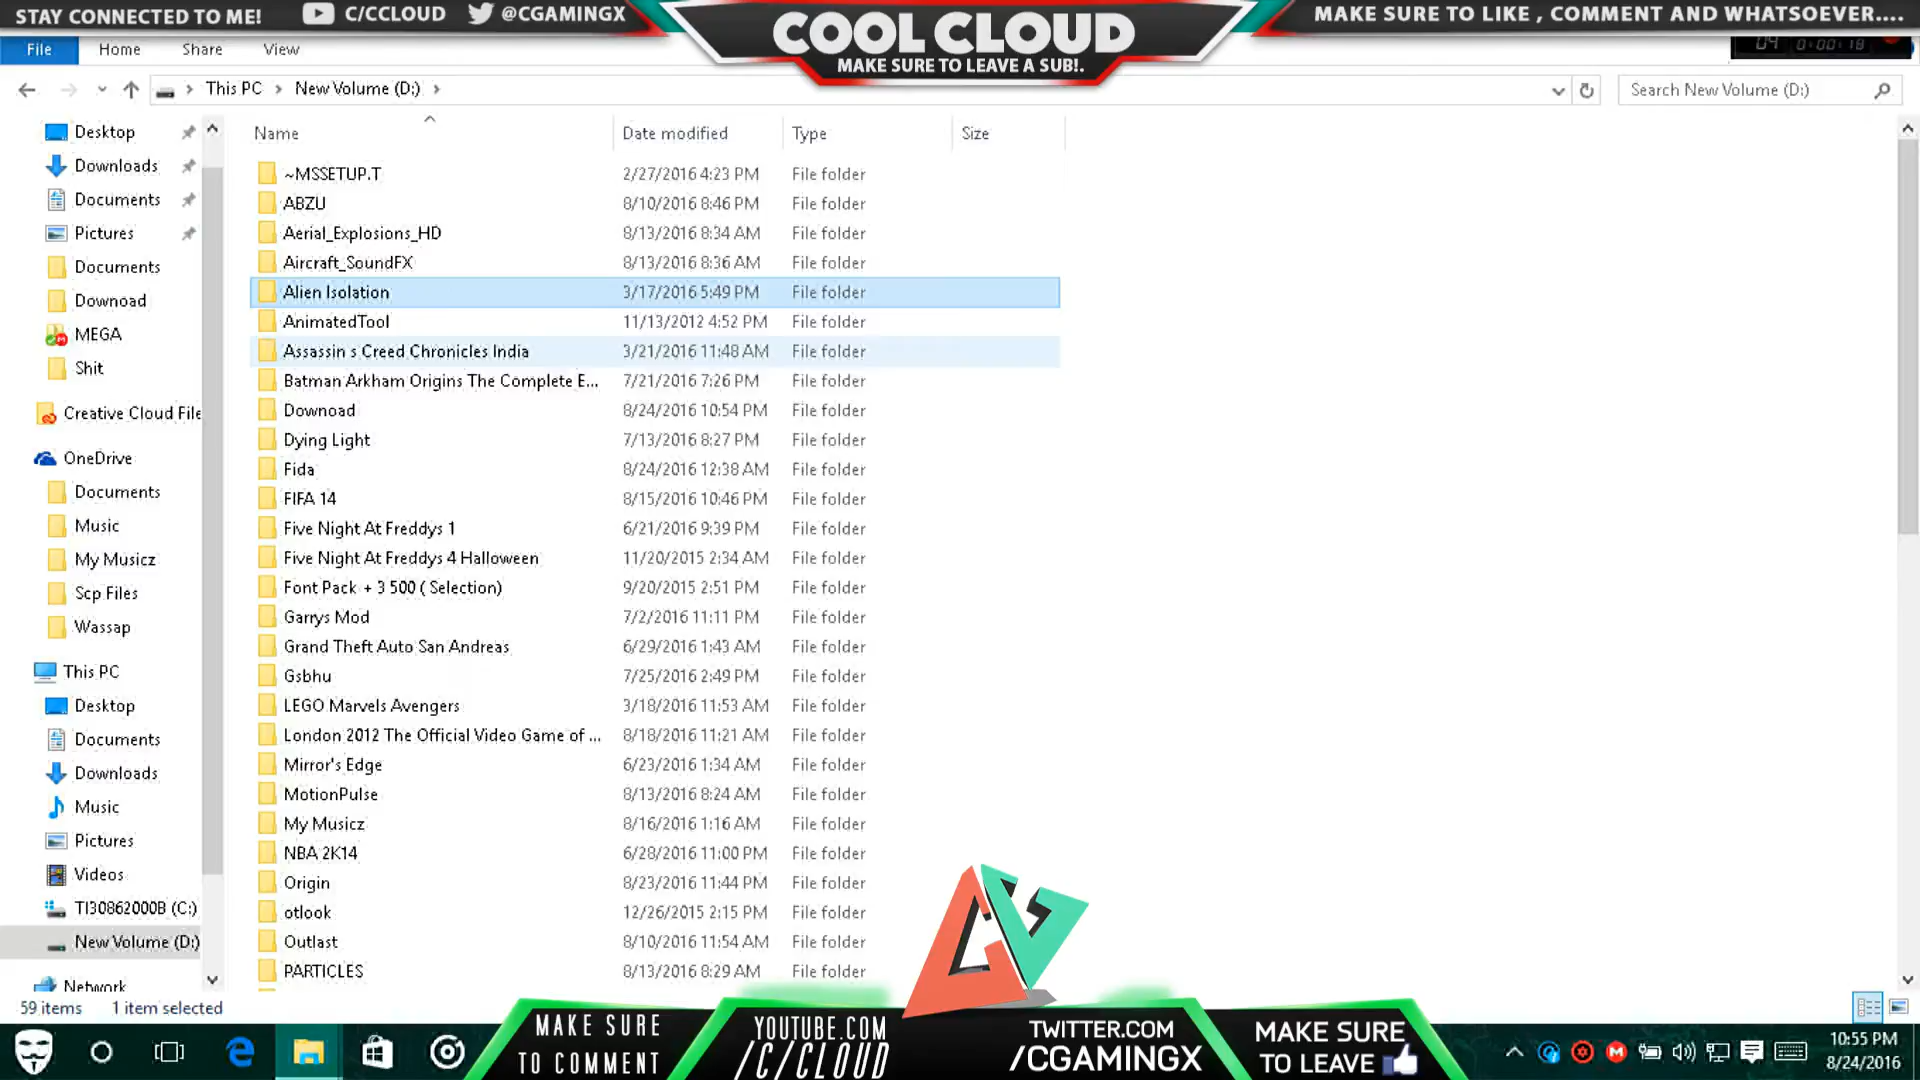 STAY CONNECTED TO ME!
C/CCLOUD
@CGAMINGX
COOL CLOUD
MAKE SURE TO LEAVE A SUB!.
MAKE SURE TO LIKE , COMMENT AND WHATSOEVER....
File
Home
Share
View
04
0:00:19
This PC
New Volume (D:)
Search New Volume (D:)
Desktop
Downloads
Documents
Pictures
Documents
Downoad
MEGA
Shit
Creative Cloud File
OneDrive
Documents
Music
My Musicz
Scp Files
Wassap
This PC
Desktop
Documents
Downloads
Music
Pictures
Videos
TI30862000B (C:)
New Volume (D:)
Network
Name Date modified Type Size
~MSSETUP.T 2/27/2016 4:23 PM File folder
ABZU 8/10/2016 8:46 PM File folder
Aerial_Explosions_HD 8/13/2016 8:34 AM File folder
Aircraft_SoundFX 8/13/2016 8:36 AM File folder
Alien Isolation 3/17/2016 5:49 PM File folder
AnimatedTool 11/13/2012 4:52 PM File folder
Assassin s Creed Chronicles India 3/21/2016 11:48 AM File folder
Batman Arkham Origins The Complete E... 7/21/2016 7:26 PM File folder
Downoad 8/24/2016 10:54 PM File folder
Dying Light 7/13/2016 8:27 PM File folder
Fida 8/24/2016 12:38 AM File folder
FIFA 14 8/15/2016 10:46 PM File folder
Five Night At Freddys 1 6/21/2016 9:39 PM File folder
Five Night At Freddys 4 Halloween 11/20/2015 2:34 AM File folder
Font Pack + 3 500 ( Selection) 9/20/2015 2:51 PM File folder
Garrys Mod 7/2/2016 11:11 PM File folder
Grand Theft Auto San Andreas 6/29/2016 1:43 AM File folder
Gsbhu 7/25/2016 2:49 PM File folder
LEGO Marvels Avengers 3/18/2016 11:53 AM File folder
London 2012 The Official Video Game of ... 8/18/2016 11:21 AM File folder
Mirror's Edge 6/23/2016 1:34 AM File folder
MotionPulse 8/13/2016 8:24 AM File folder
My Musicz 8/16/2016 1:16 AM File folder
NBA 2K14 6/28/2016 11:00 PM File folder
Origin 8/23/2016 11:44 PM File folder
otlook 12/26/2015 2:15 PM File folder
Outlast 8/10/2016 11:54 AM File folder
PARTICLES 8/13/2016 8:29 AM File folder
59 items 1 item selected
MAKE SURE
TO COMMENT
YOUTUBE.COM
/C/CLOUD
TWITTER.COM
/CGAMINGX
MAKE SURE
TO LEAVE
10:55 PM
8/24/2016